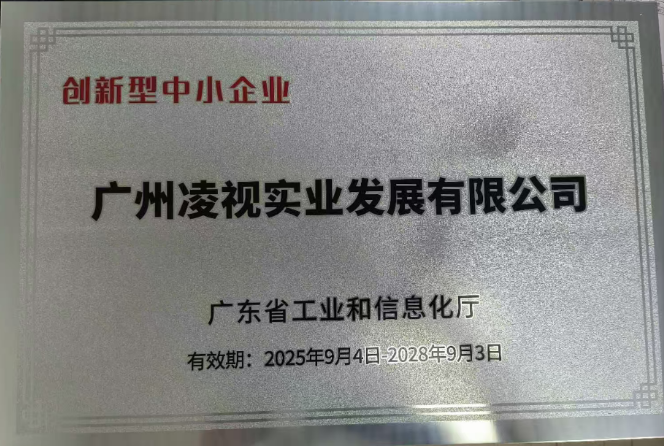 创新型中小企业
广州凌视实业发展有限公司
广东省工业和信息化厅
有效期：2025年9月4日-2028年9月3日